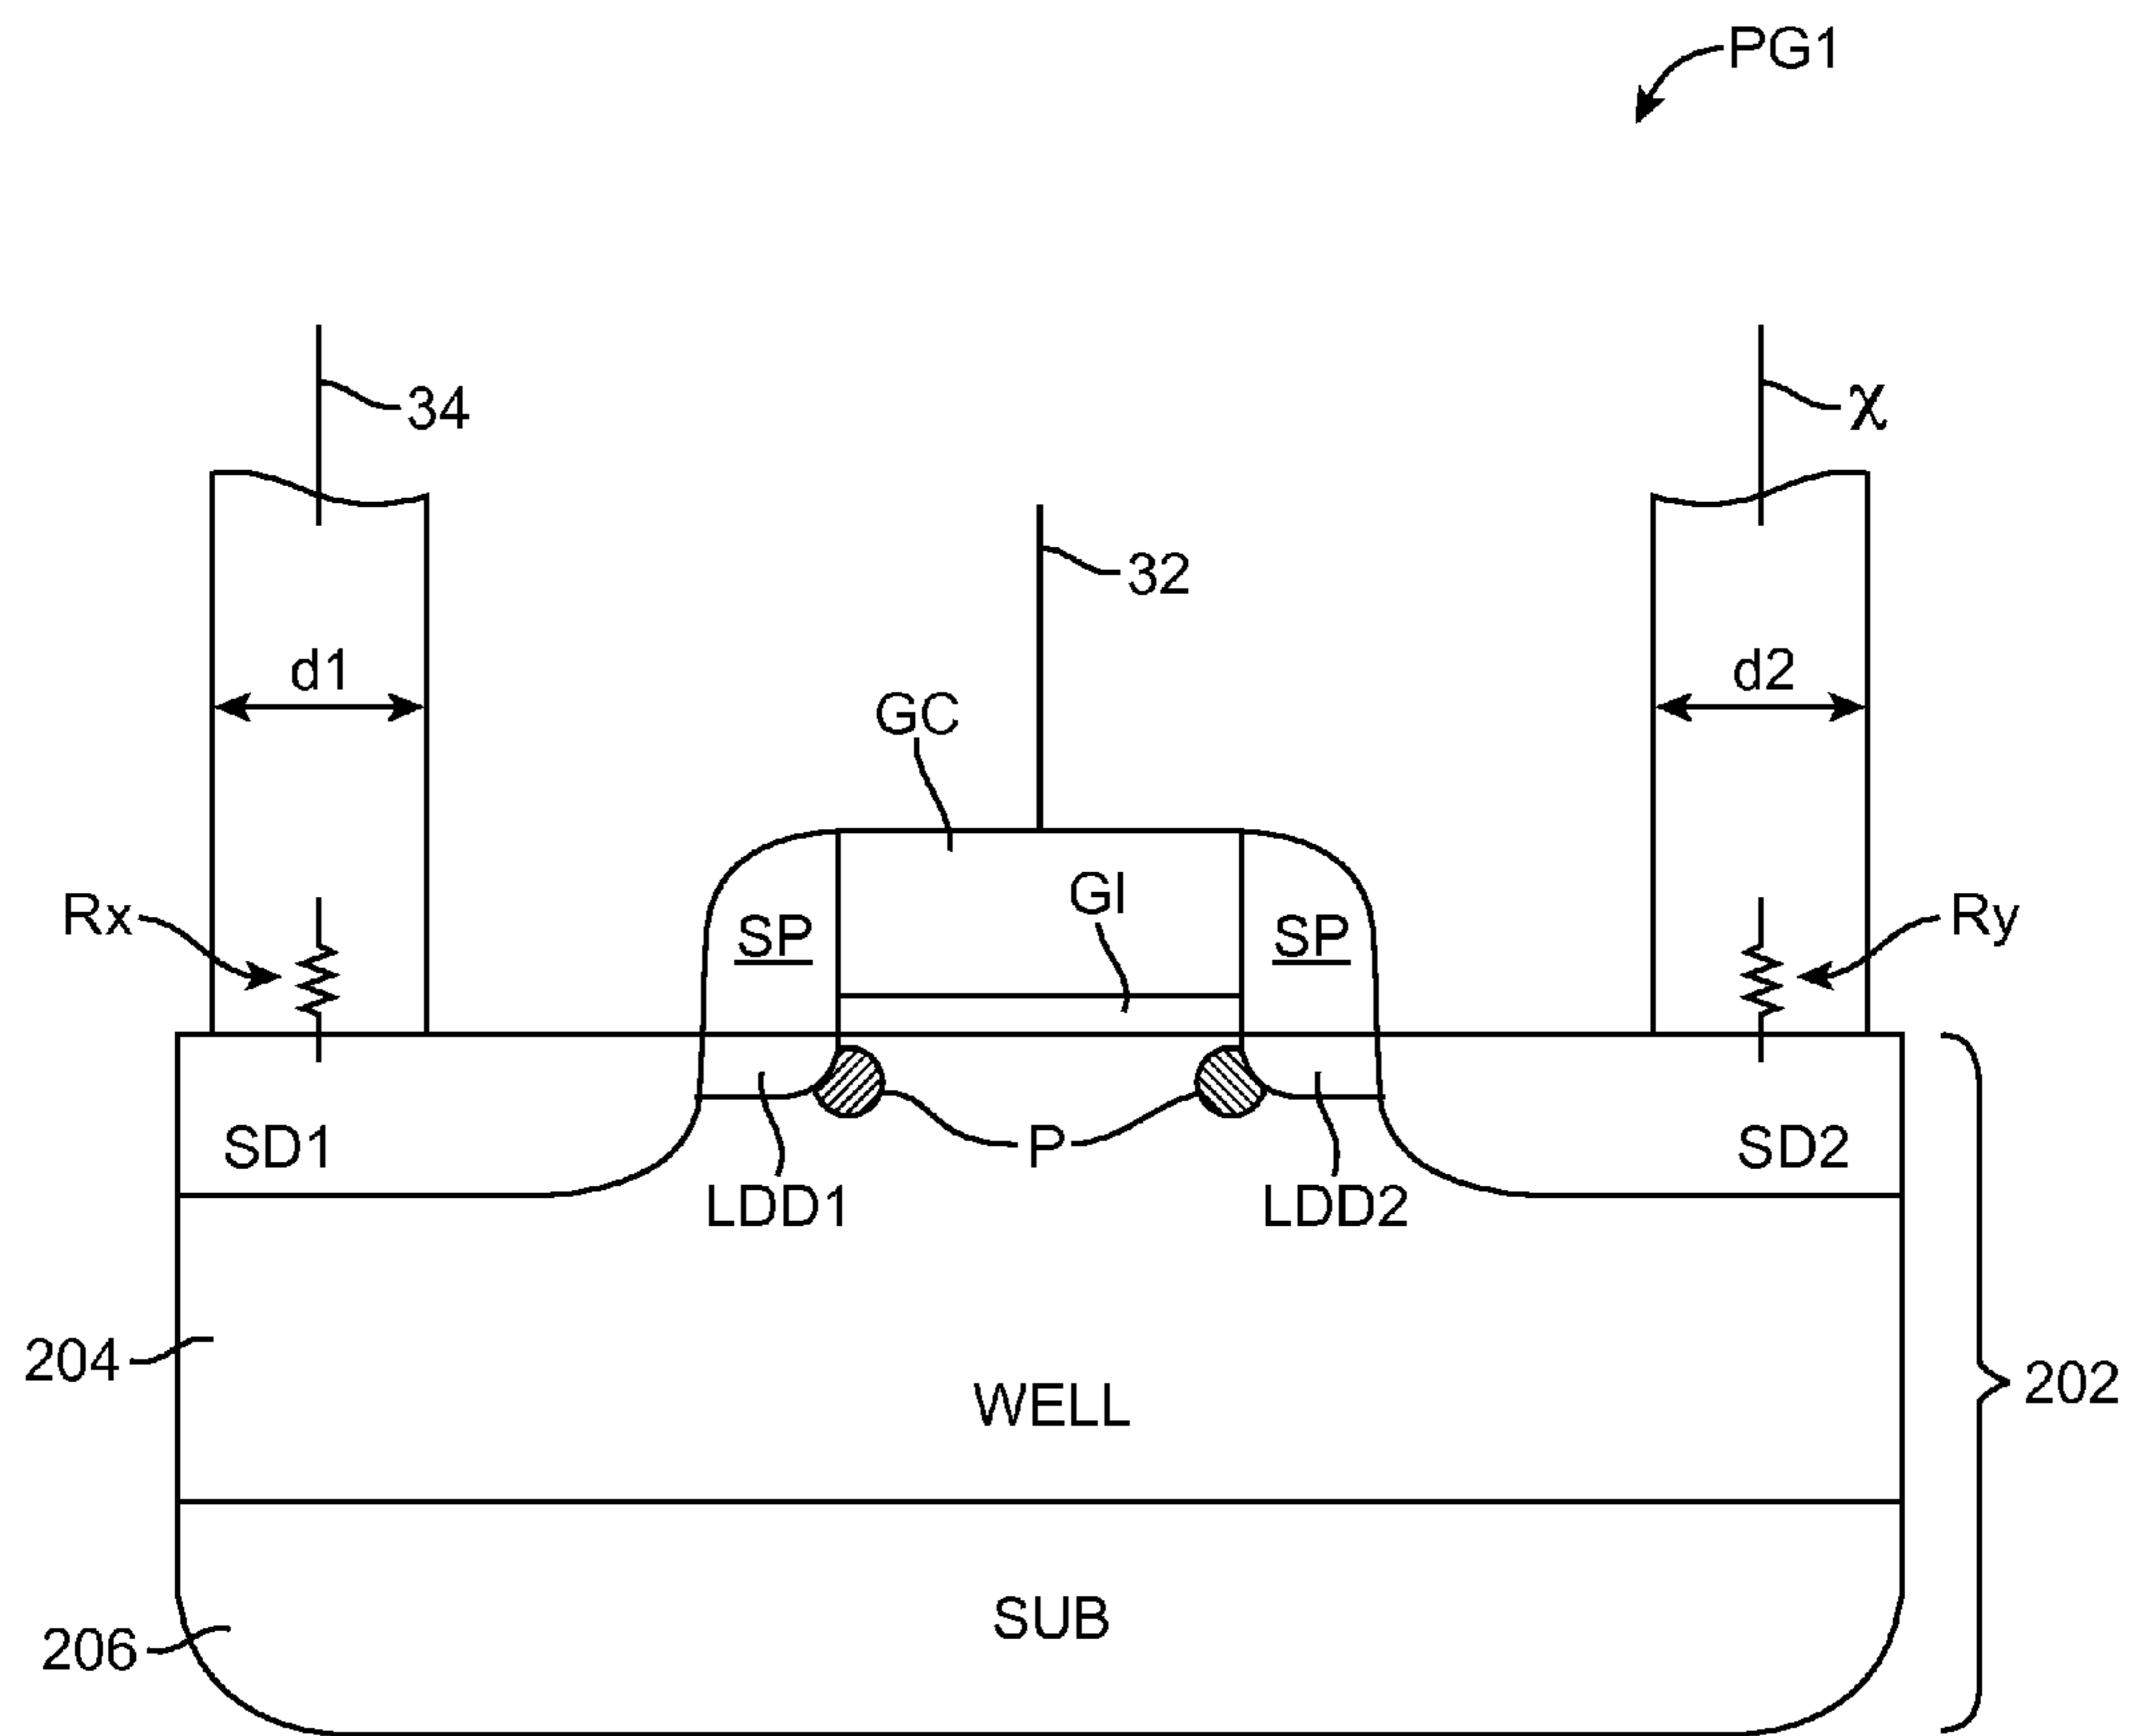 PG1
34
χ
32
d1
d2
GC
GI
Rx
SP
SP
Ry
SD1
P
SD2
LDD1
LDD2
204
WELL
202
SUB
206